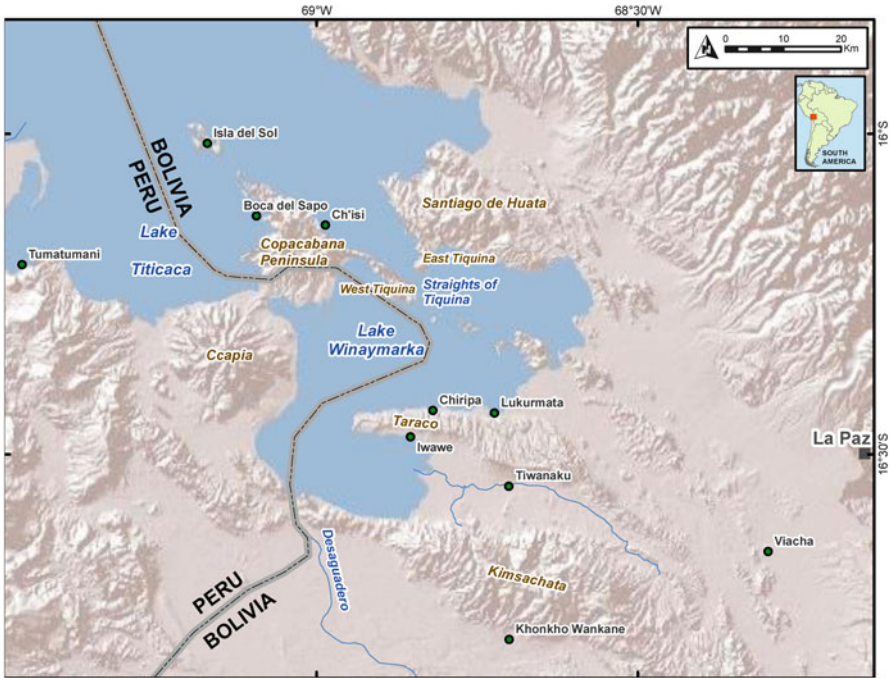 69°W
68°30'W
0 10 20
Km
N
16°S
SOUTH
AMERICA
Isla del Sol
BOLIVIA
PERU
Boca del Sapo
Ch'isi
Santiago de Huata
Lake
Titicaca
Copacabana
Peninsula
Tumatumani
East Tiquina
West Tiquina
Straights of
Tiquina
Lake
Winaymarka
Ccapia
Chiripa
Lukurmata
Taraco
Iwawe
La Paz
16°30'S
Tiwanaku
Desaguadero
Viacha
Kimsachata
PERU
BOLIVIA
Khonkho Wankane